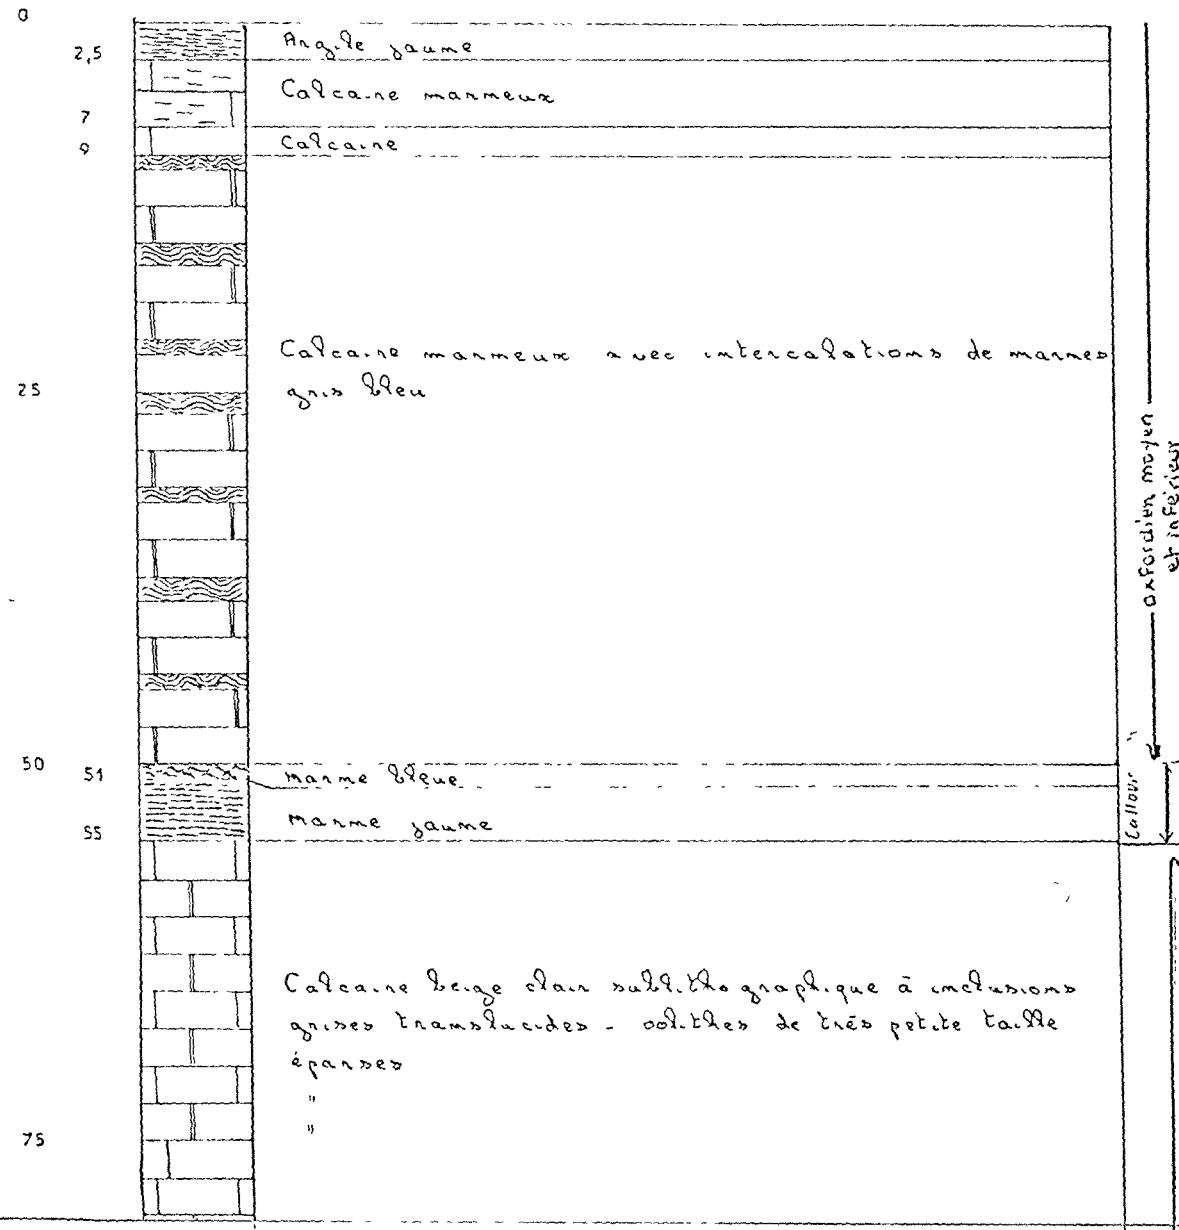 0
2,5
Argile jaune
Calcaire marneux
7
9
Calcaire
Calcaire marneux avec intercalations de marnes
gris bleu
25
oxfordien moyen
et inférieur
50
51
marne bleue
marne jaune
55
Callov
Calcaire beige clair sublithographique à inclusions
grises translucides - oolithes de très petite taille
éparses
"
"
75